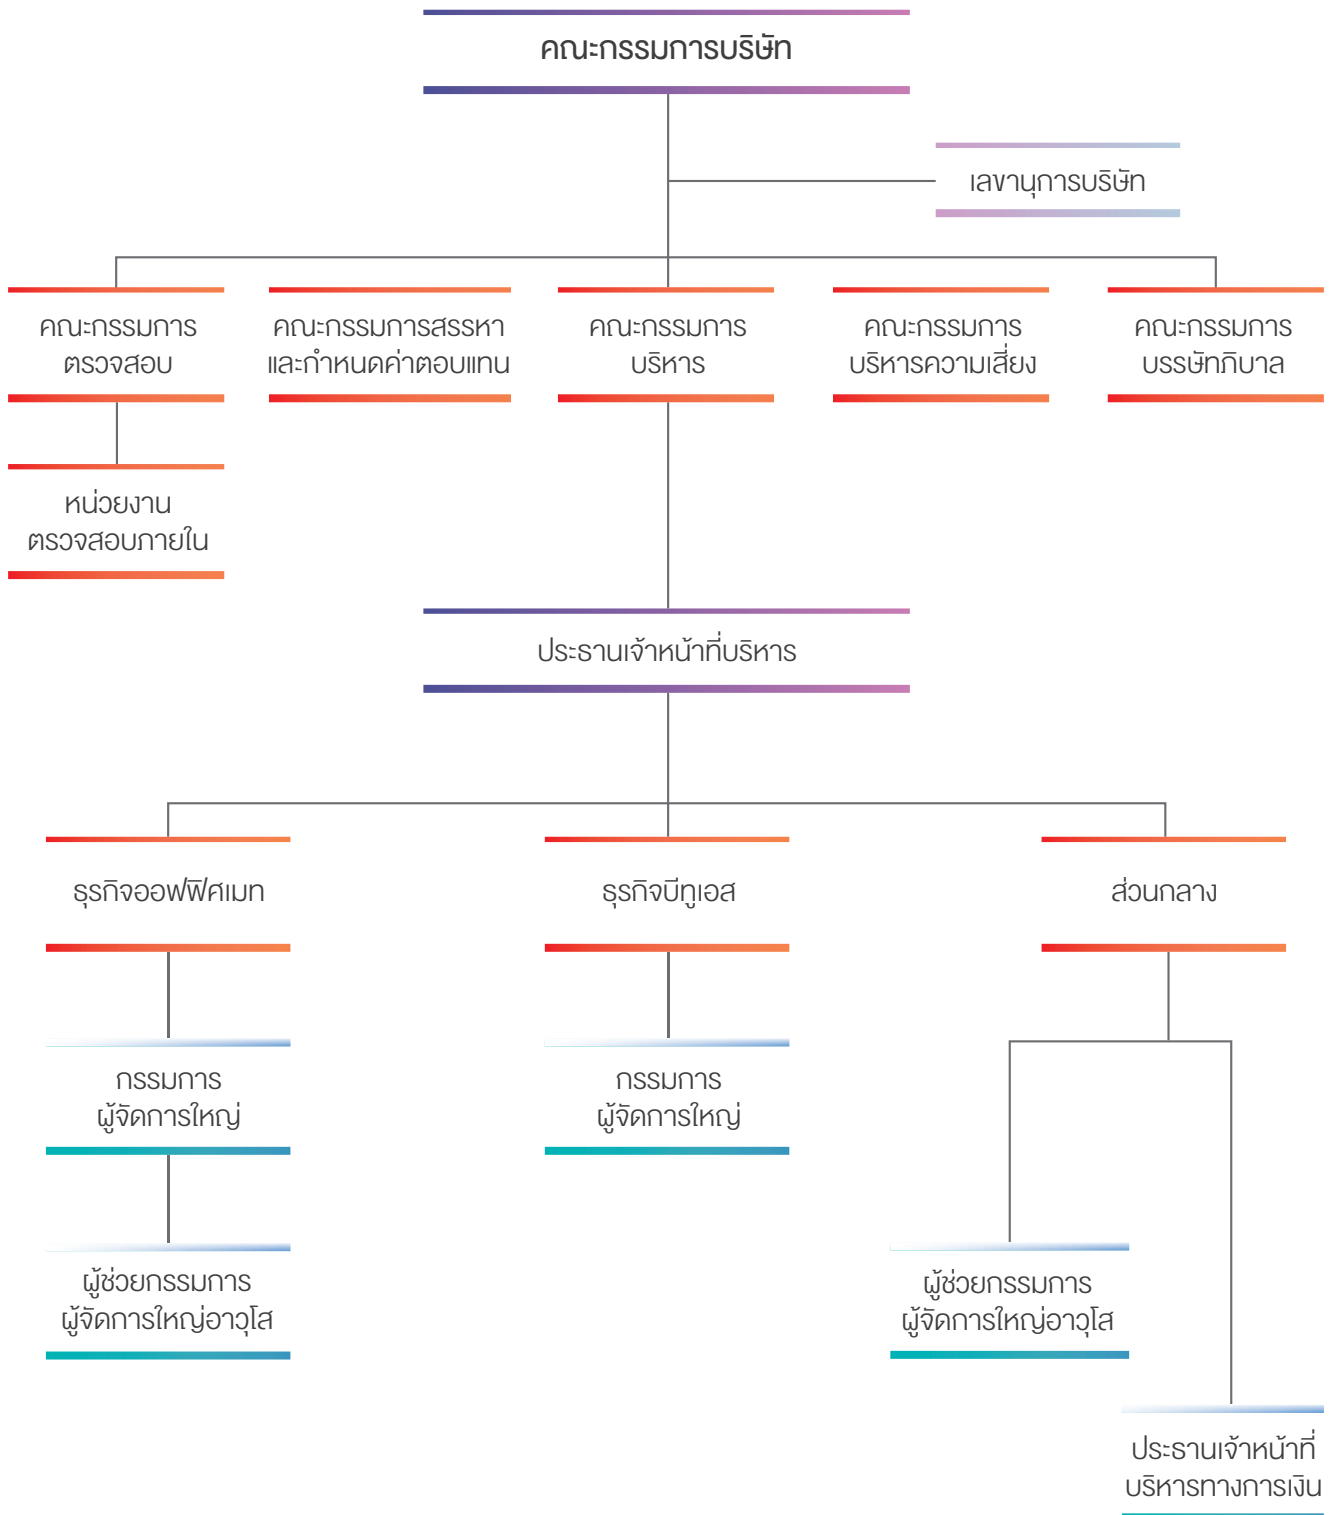 คณะกรรมการบริษัท
เลขานุการบริษัท
คณะกรรมการ
ตรวจสอบ
คณะกรรมการสรรหา
และกำหนดค่าตอบแทน
คณะกรรมการ
บริหาร
คณะกรรมการ
บริหารความเสี่ยง
คณะกรรมการ
บรรษัทภิบาล
หน่วยงาน
ตรวจสอบภายใน
ประธานเจ้าหน้าที่บริหาร
ธุรกิจออฟฟิศเมท
ธุรกิจบีทูเอส
ส่วนกลาง
กรรมการ
ผู้จัดการใหญ่
กรรมการ
ผู้จัดการใหญ่
ผู้ช่วยกรรมการ
ผู้จัดการใหญ่อาวุโส
ผู้ช่วยกรรมการ
ผู้จัดการใหญ่อาวุโส
ประธานเจ้าหน้าที่
บริหารทางการเงิน